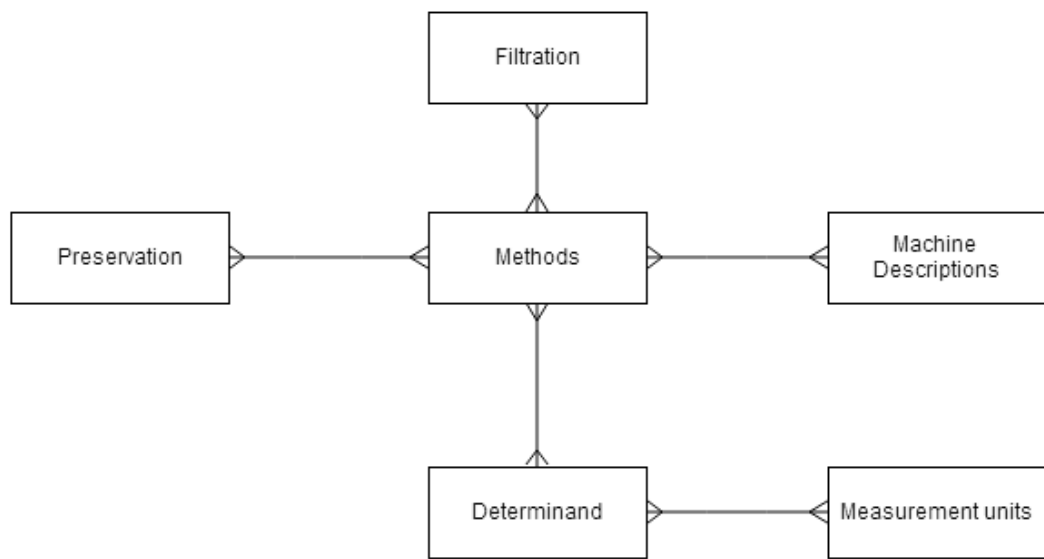 Filtration
Preservation
Methods
Machine
Descriptions
Determinand
Measurement units